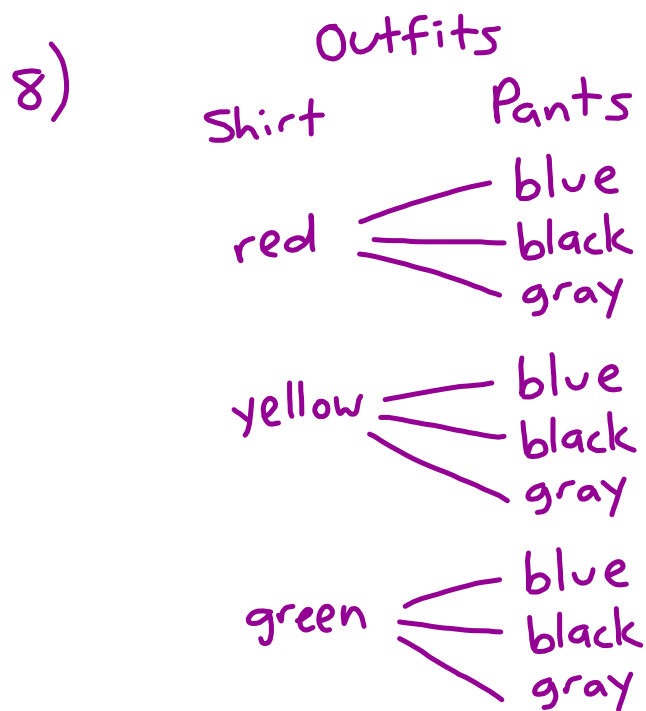 8)
Outfits
Shirt Pants
blue
red black
gray
blue
yellow black
gray
blue
green black
gray